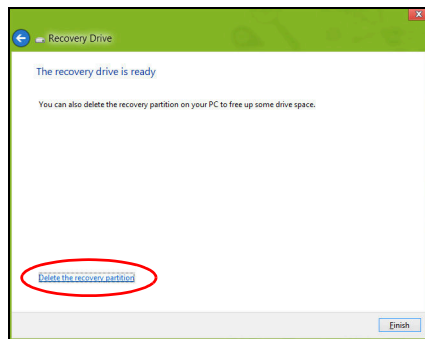 Recovery Drive
The recovery drive is ready
You can also delete the recovery partition on your PC to free up some drive space.
Delete the recovery partition
Finish